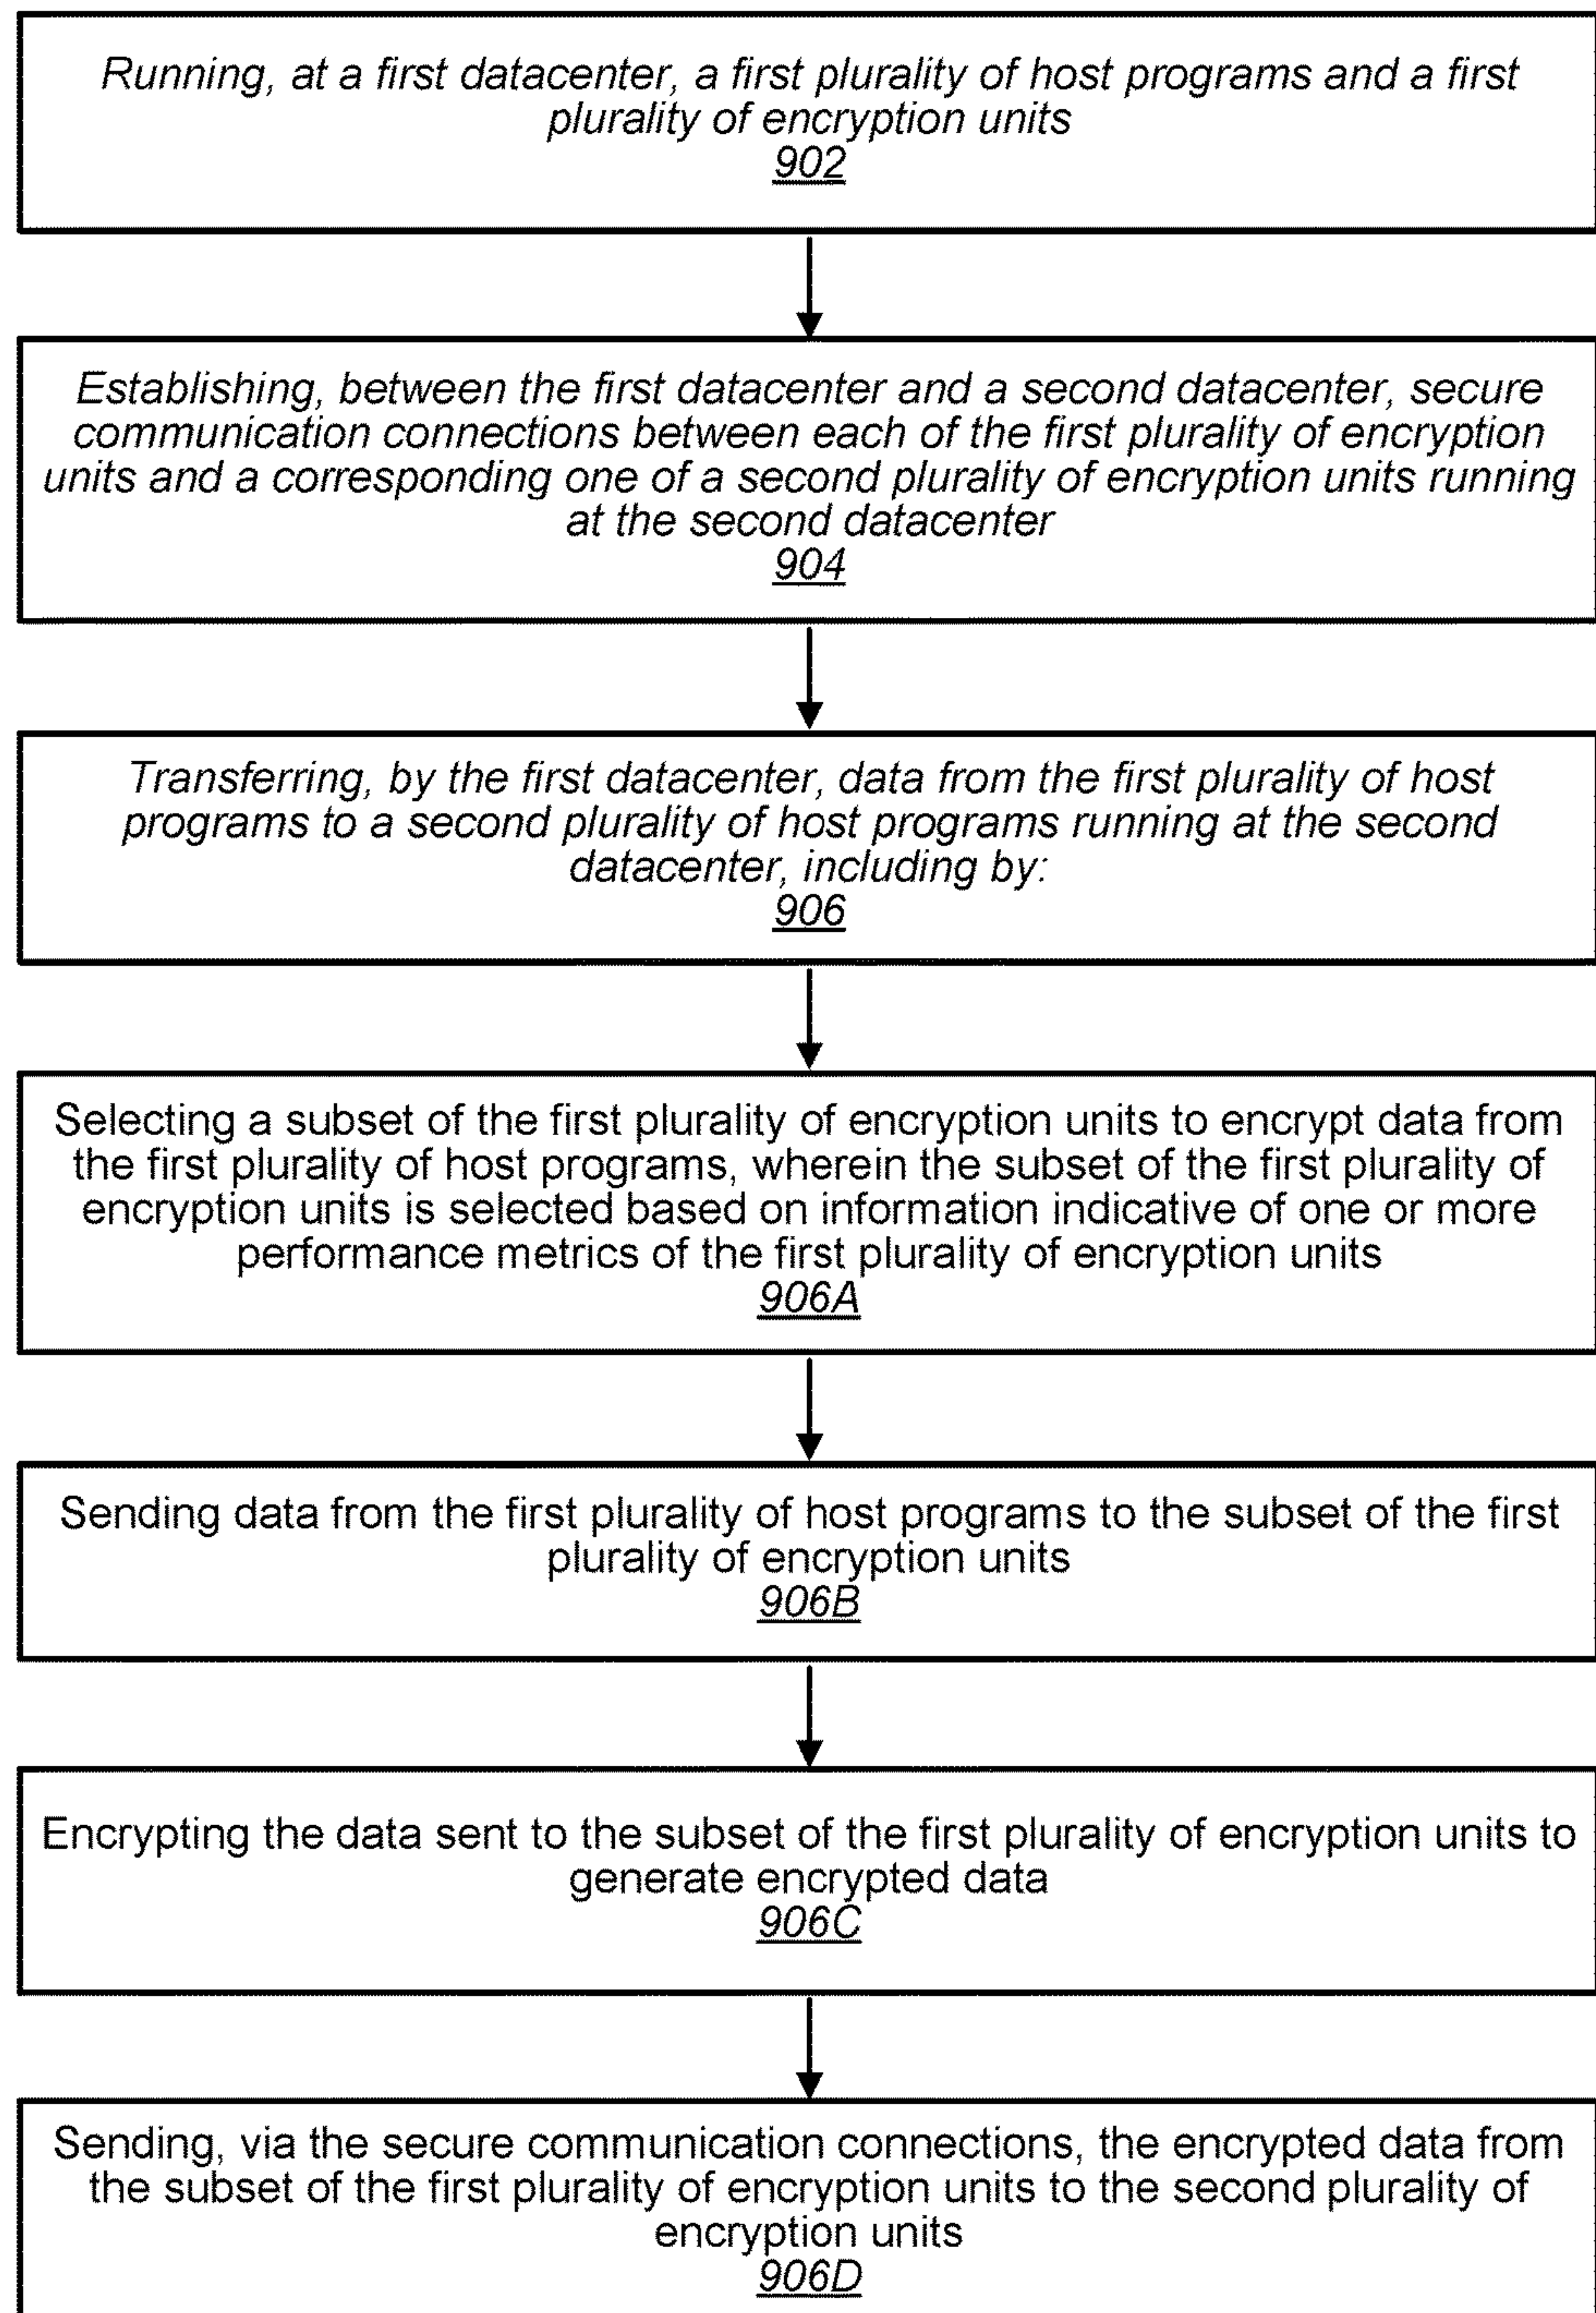 Running, at a first datacenter, a first plurality of host programs and a first
plurality of encryption units
902
Establishing, between the first datacenter and a second datacenter, secure
communication connections between each of the first plurality of encryption
units and a corresponding one of a second plurality of encryption units running
at the second datacenter
904
Transferring, by the first datacenter, data from the first plurality of host
programs to a second plurality of host programs running at the second
datacenter, including by:
906
Selecting a subset of the first plurality of encryption units to encrypt data from
the first plurality of host programs, wherein the subset of the first plurality of
encryption units is selected based on information indicative of one or more
performance metrics of the first plurality of encryption units
906A
Sending data from the first plurality of host programs to the subset of the first
plurality of encryption units
906B
Encrypting the data sent to the subset of the first plurality of encryption units to
generate encrypted data
906C
Sending, via the secure communication connections, the encrypted data from
the subset of the first plurality of encryption units to the second plurality of
encryption units
906D